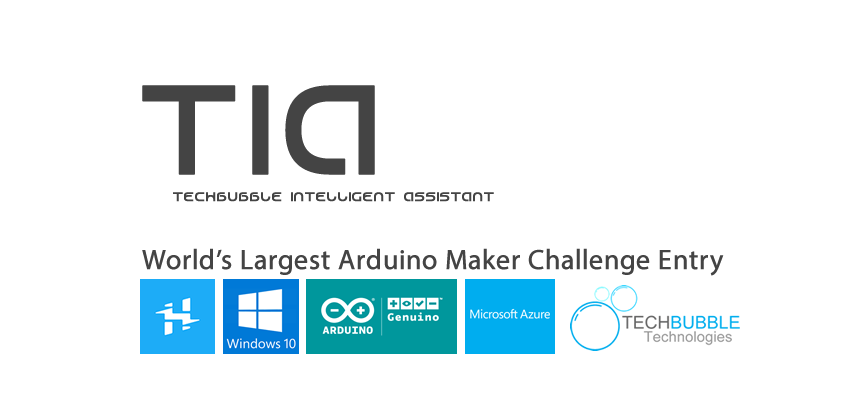 TIA
TECHBUBBLE INTELLIGENT ASSISTANT
World's Largest Arduino Maker Challenge Entry
Windows 10
ARDUINO
Genuino
Microsoft Azure
TECHBUBBLE
Technologies